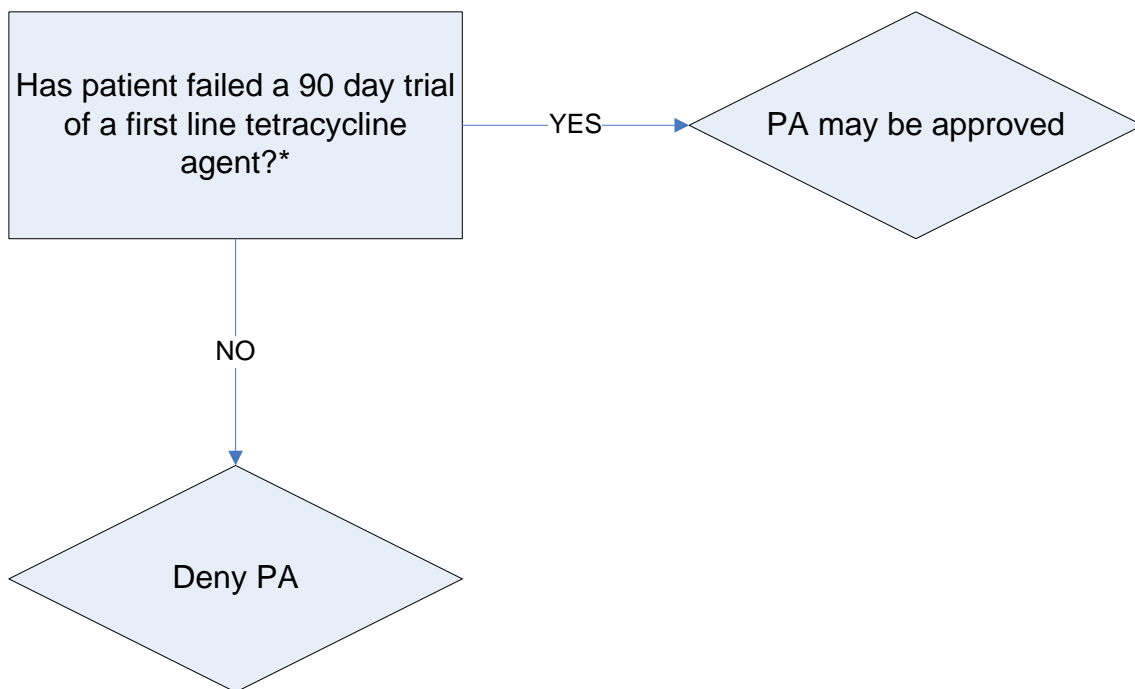 Has patient failed a 90 day trial
of a first line tetracycline
agent?*
YES
PA may be approved
NO
Deny PA